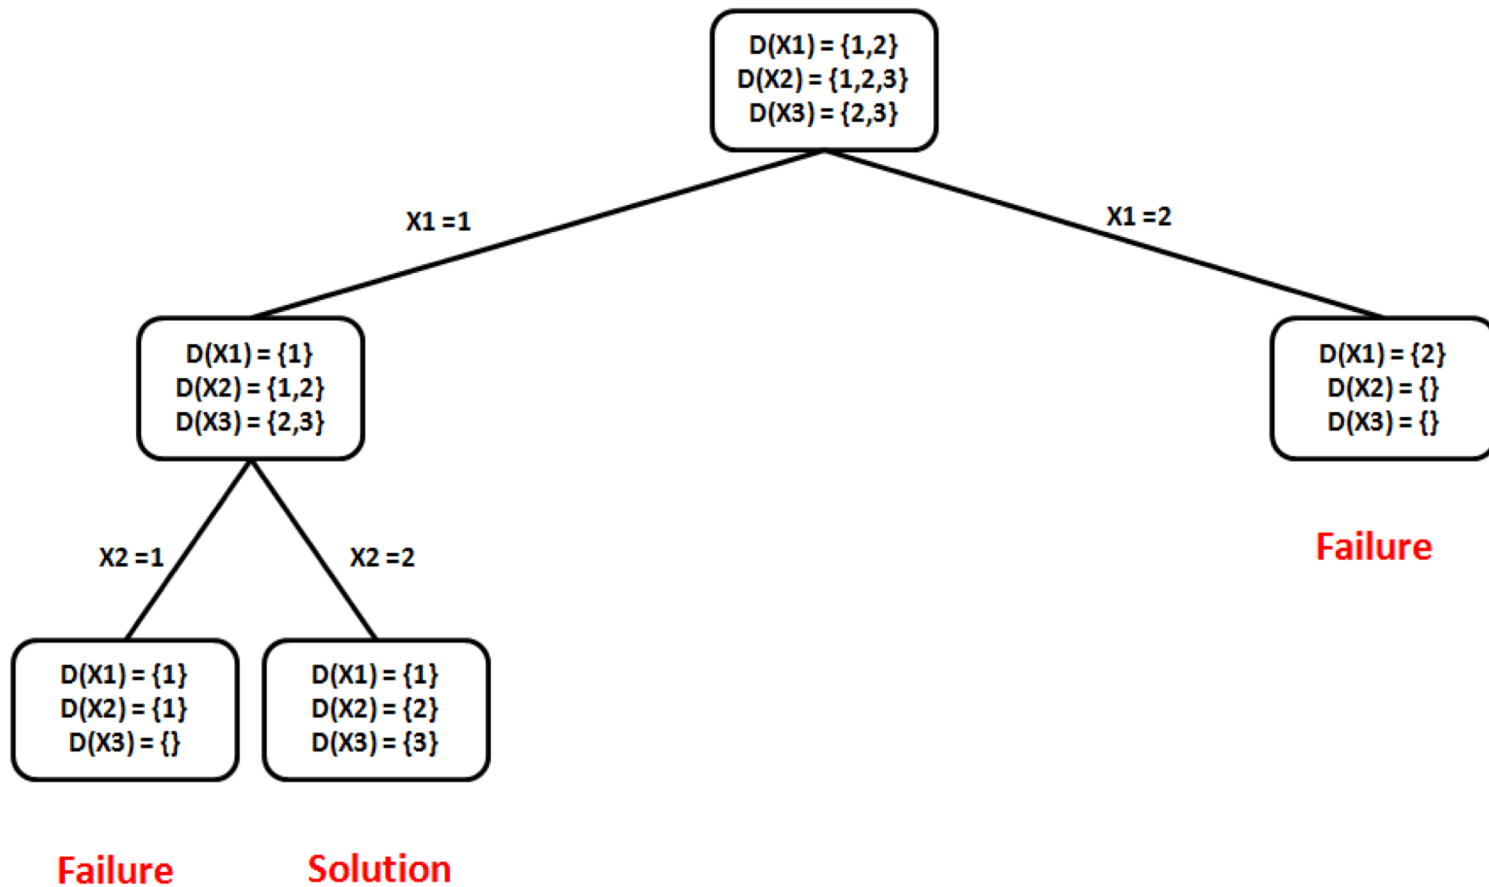 D(X1) = {1,2}
D(X2) = {1,2,3}
D(X3) = {2,3}
X1 =1
X1 =2
D(X1) = {1}
D(X2) = {1,2}
D(X3) = {2,3}
D(X1) = {2}
D(X2) = {}
D(X3) = {}
Failure
X2 =1
X2 =2
D(X1) = {1}
D(X2) = {1}
D(X3) = {}
D(X1) = {1}
D(X2) = {2}
D(X3) = {3}
Failure
Solution